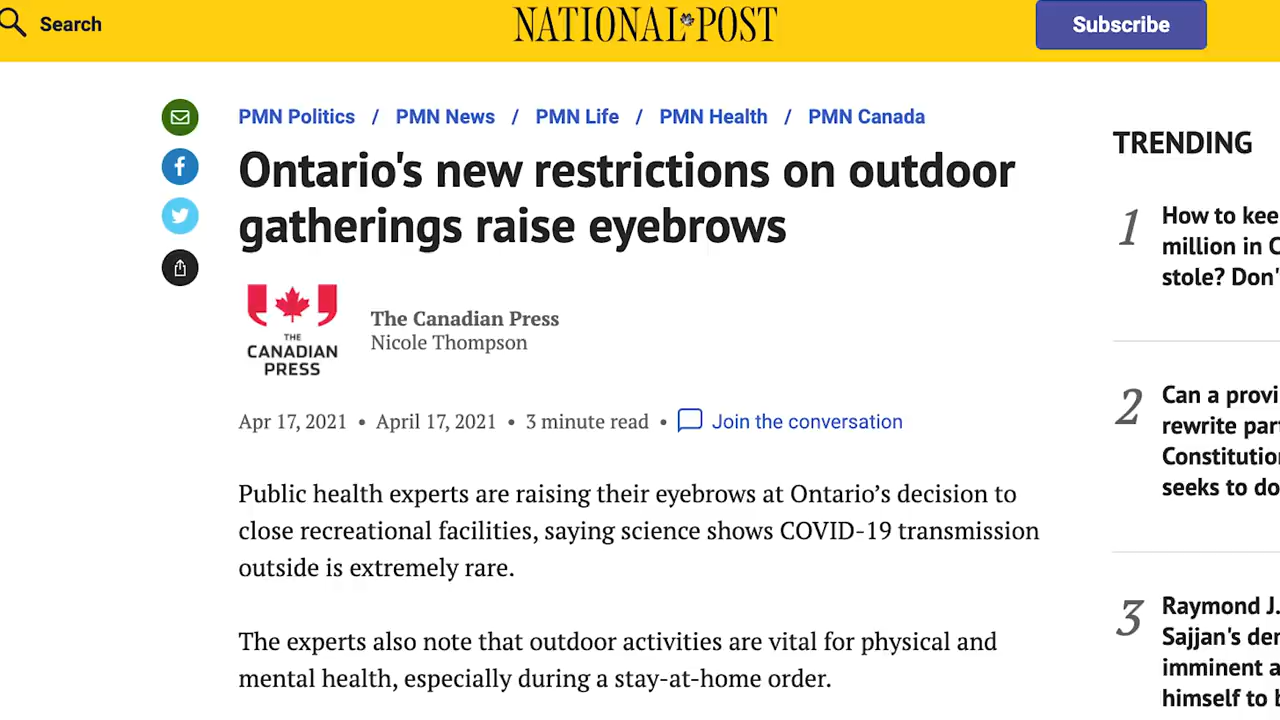 Search
NATIONAL POST
Subscribe
PMN Politics / PMN News / PMN Life / PMN Health / PMN Canada
Ontario's new restrictions on outdoor
gatherings raise eyebrows
THE
CANADIAN
PRESS
The Canadian Press
Nicole Thompson
Apr 17, 2021 • April 17, 2021 • 3 minute read • Join the conversation
Public health experts are raising their eyebrows at Ontario’s decision to
close recreational facilities, saying science shows COVID-19 transmission
outside is extremely rare.
The experts also note that outdoor activities are vital for physical and
mental health, especially during a stay-at-home order.
TRENDING
1
How to kee
million in C
stole? Don'
2
Can a provi
rewrite par
Constitution
seeks to do
3
Raymond J.
Sajjan's der
imminent a
himself to b